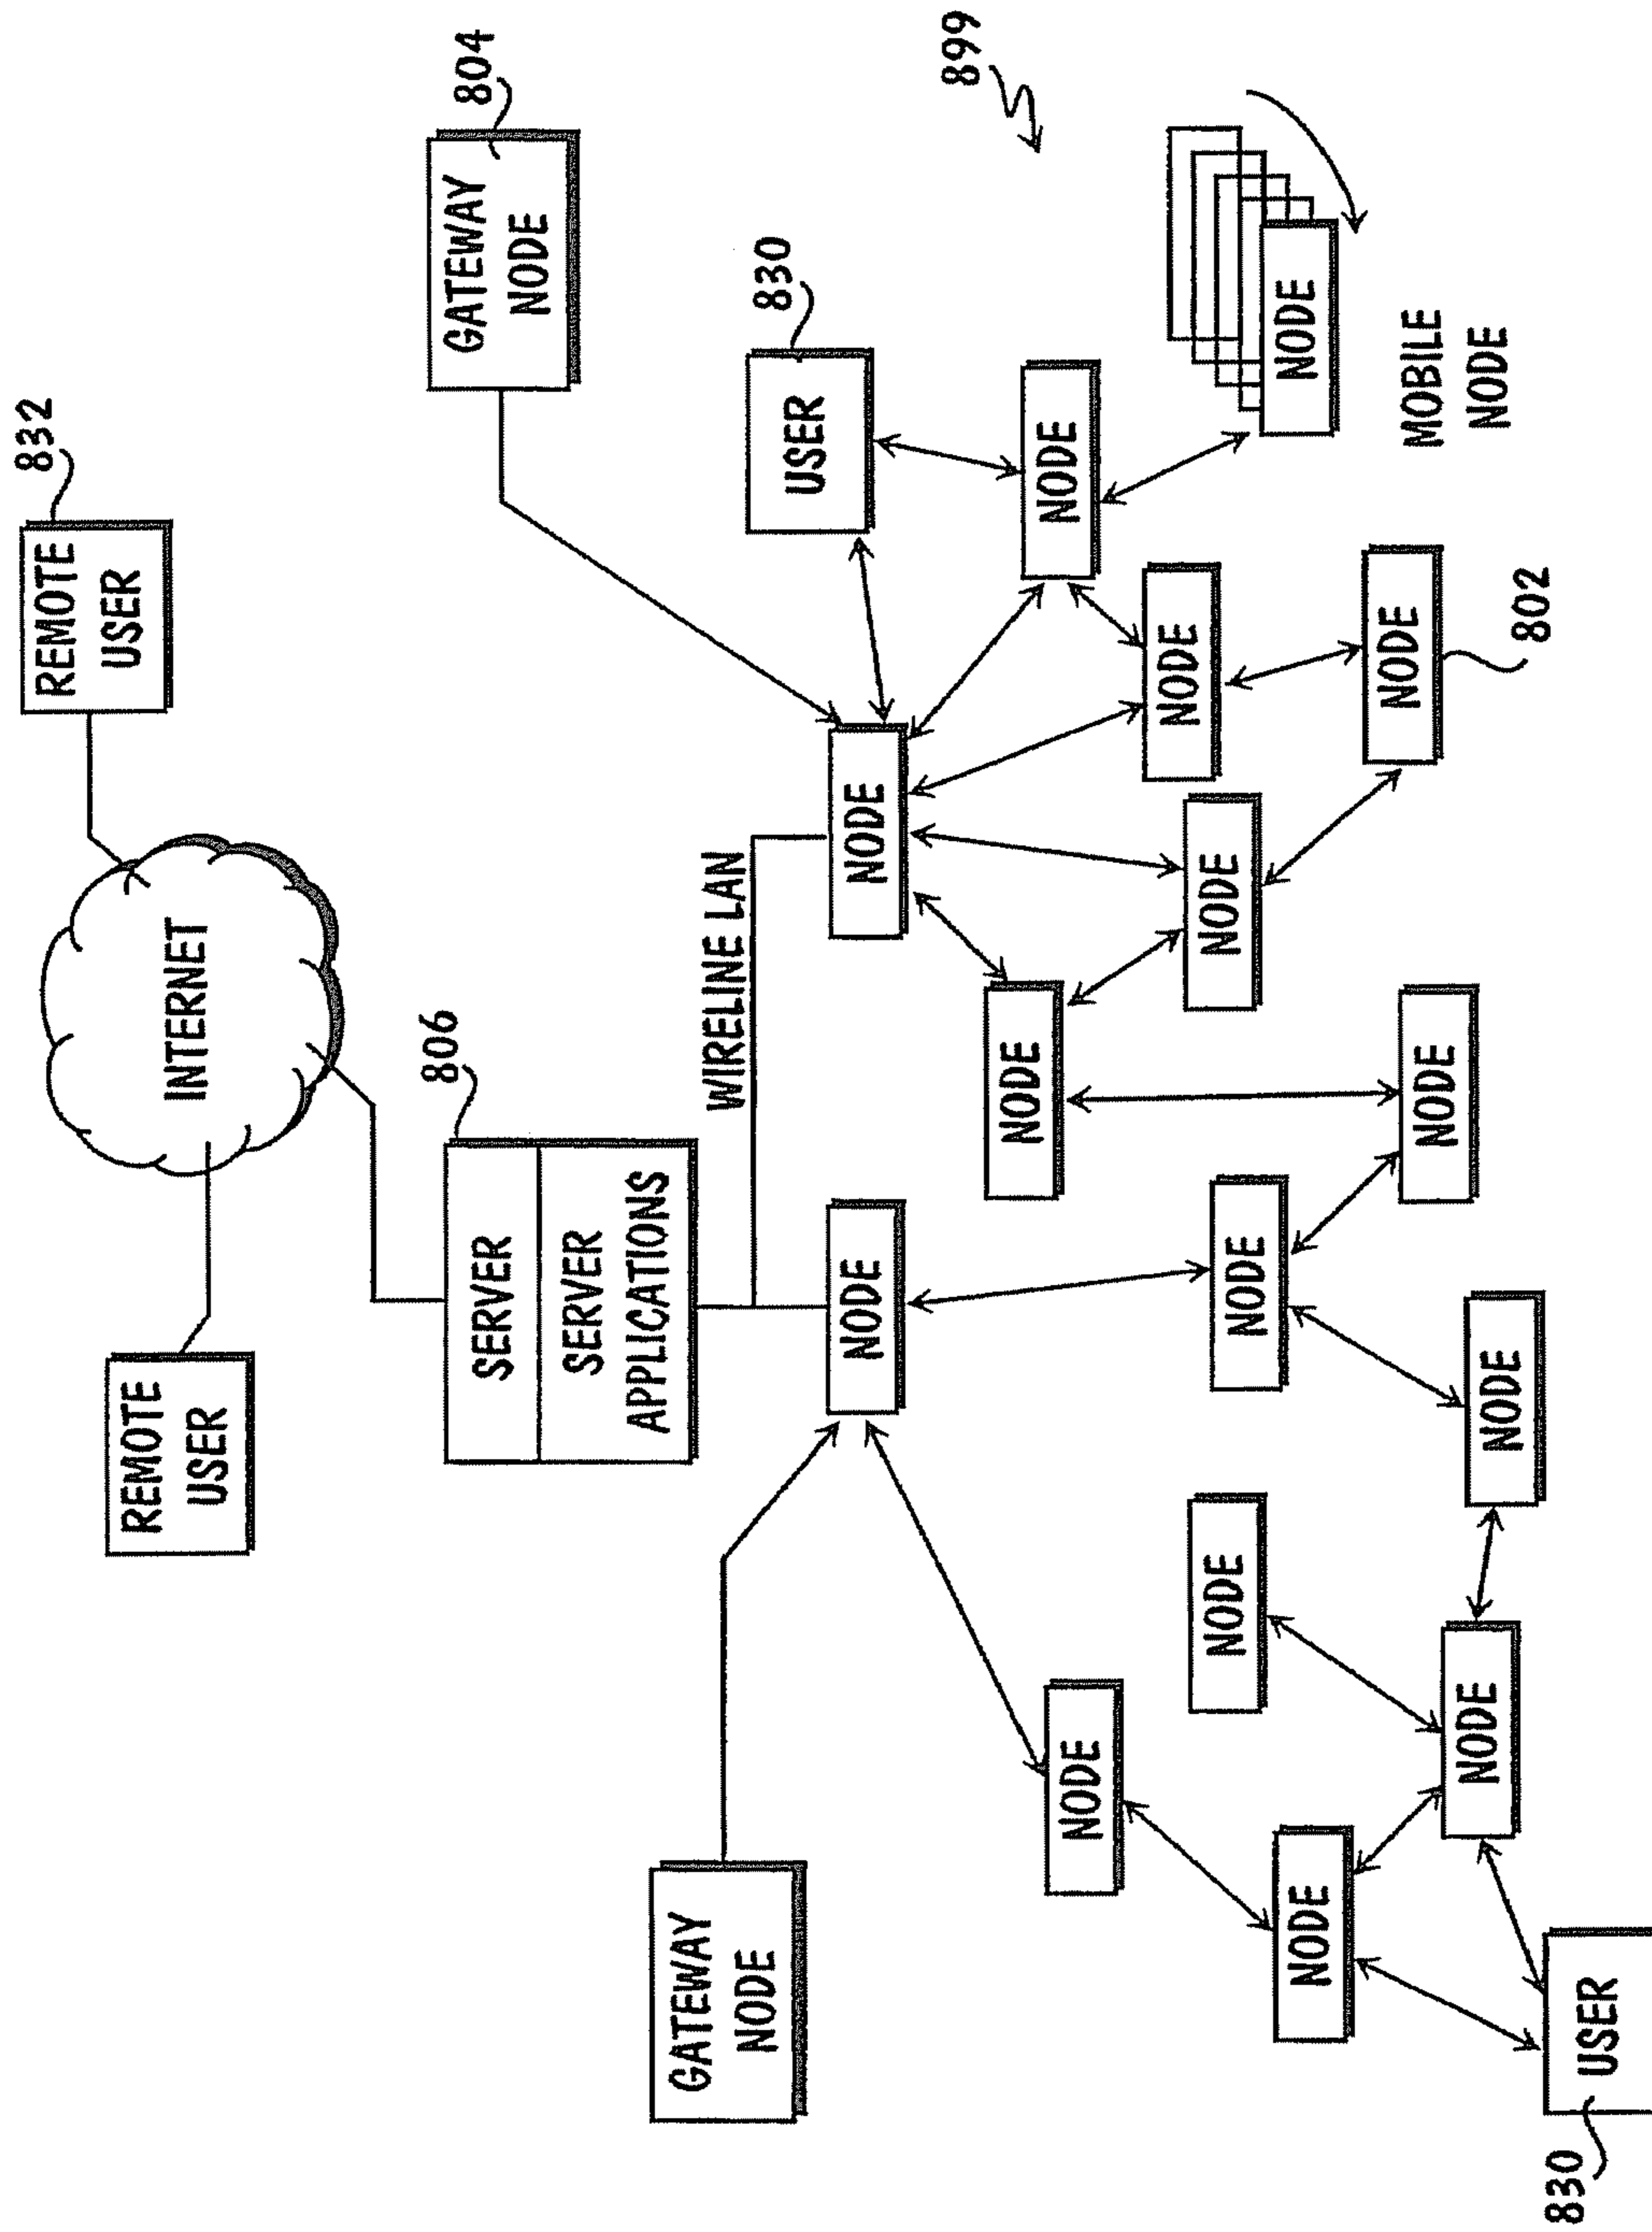 832
REMOTE
USER
REMOTE
USER
INTERNET
806
804
SERVER
SERVER
APPLICATIONS
GATEWAY
NODE
GATEWAY
NODE
WIRELINE LAN
830
USER
NODE
NODE
899
NODE
NODE
NODE
NODE
NODE
NODE
NODE
NODE
NODE
MOBILE
NODE
NODE
NODE
NODE
NODE
802
830
USER